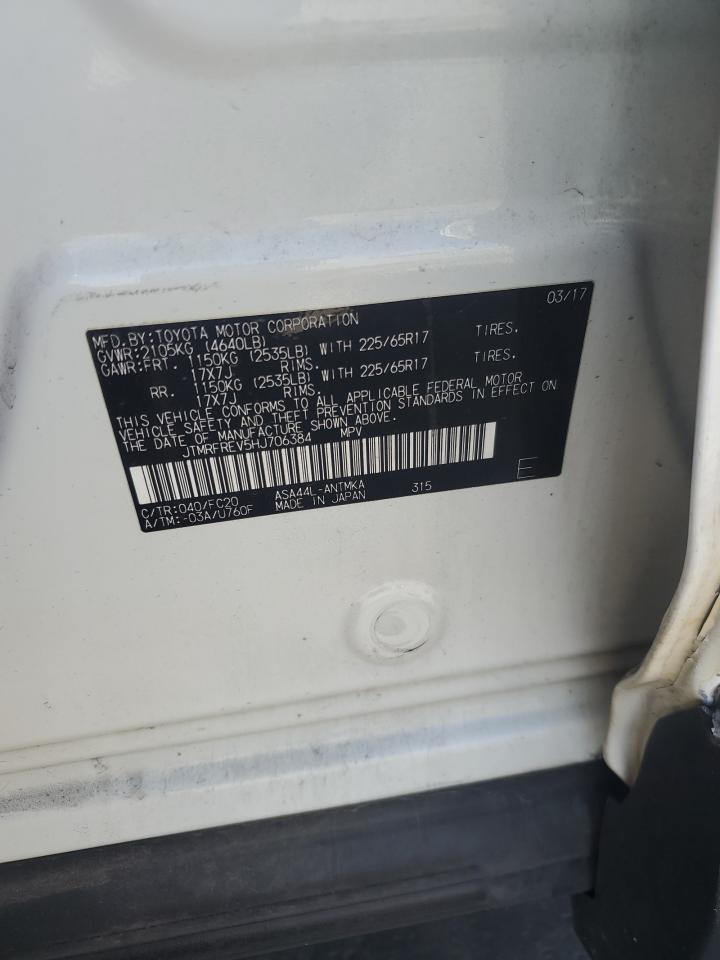 03/17
MFD.BY:TOYOTA MOTOR CORPORATION
GVWR:2105KG (4640LB)
GAWR:FRT. 1150KG (2535LB) WITH 225/65R17 TIRES.
17X7J RIMS.
RR. 1150KG (2535LB) WITH 225/65R17 TIRES.
17X7J RIMS.
THIS VEHICLE CONFORMS TO ALL APPLICABLE FEDERAL MOTOR
VEHICLE SAFETY AND THEFT PREVENTION STANDARDS IN EFFECT ON
THE DATE OF MANUFACTURE SHOWN ABOVE.
JTMRFREV5HJ706384 MPV
E
C/TR:040/FC20 ASA44L-ANTMKA 315
A/TM:-03A/U760F MADE IN JAPAN